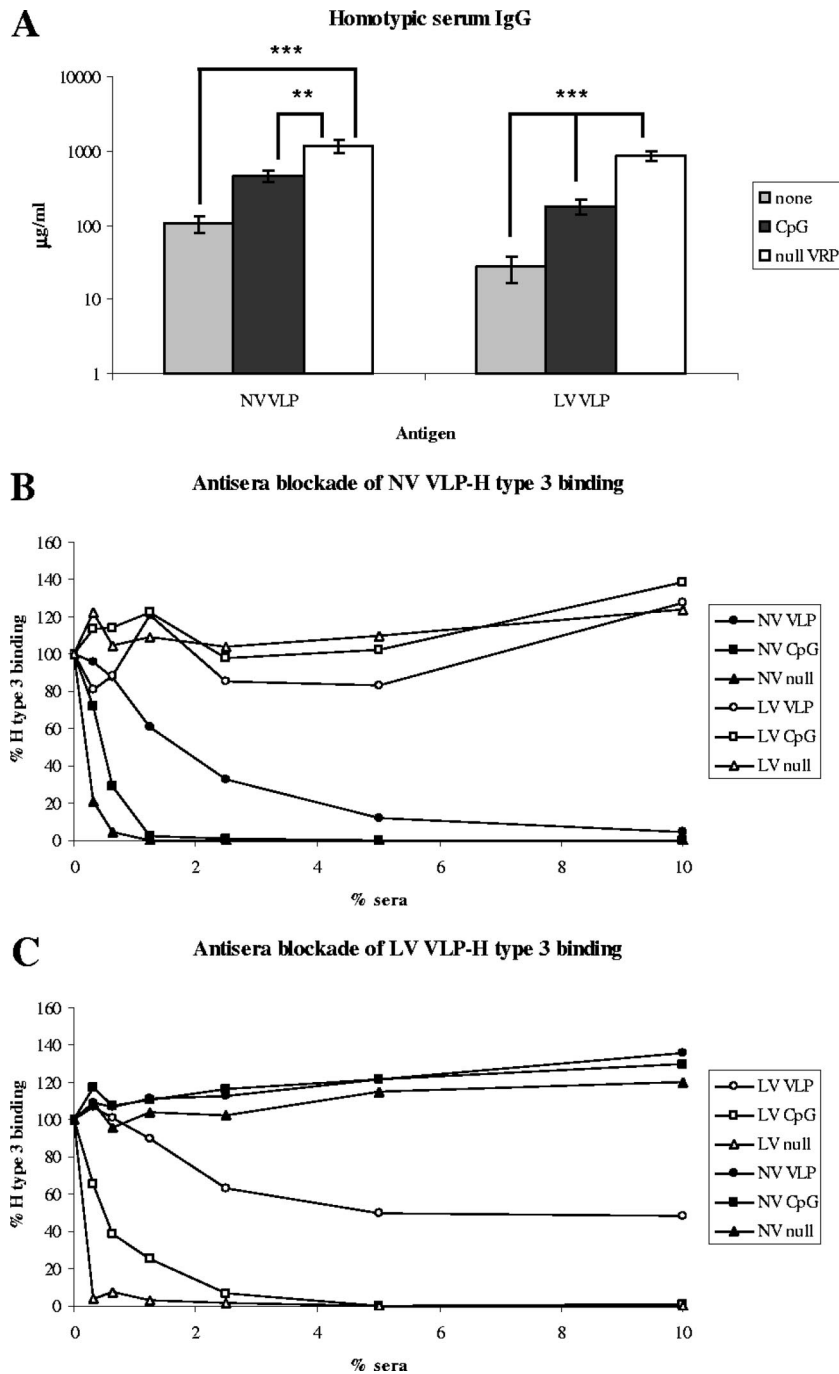 A
Homotypic serum IgG
***
**
***
10000
1000
100
10
1
µg/ml
NV VLP
LV VLP
Antigen
none
CpG
null VRP
B
Antisera blockade of NV VLP-H type 3 binding
160
140
120
100
80
60
40
20
0
% H type 3 binding
0
2
4
6
8
10
% sera
NV VLP
NV CpG
NV null
LV VLP
LV CpG
LV null
C
Antisera blockade of LV VLP-H type 3 binding
160
140
120
100
80
60
40
20
0
% H type 3 binding
0
2
4
6
8
10
% sera
LV VLP
LV CpG
LV null
NV VLP
NV CpG
NV null